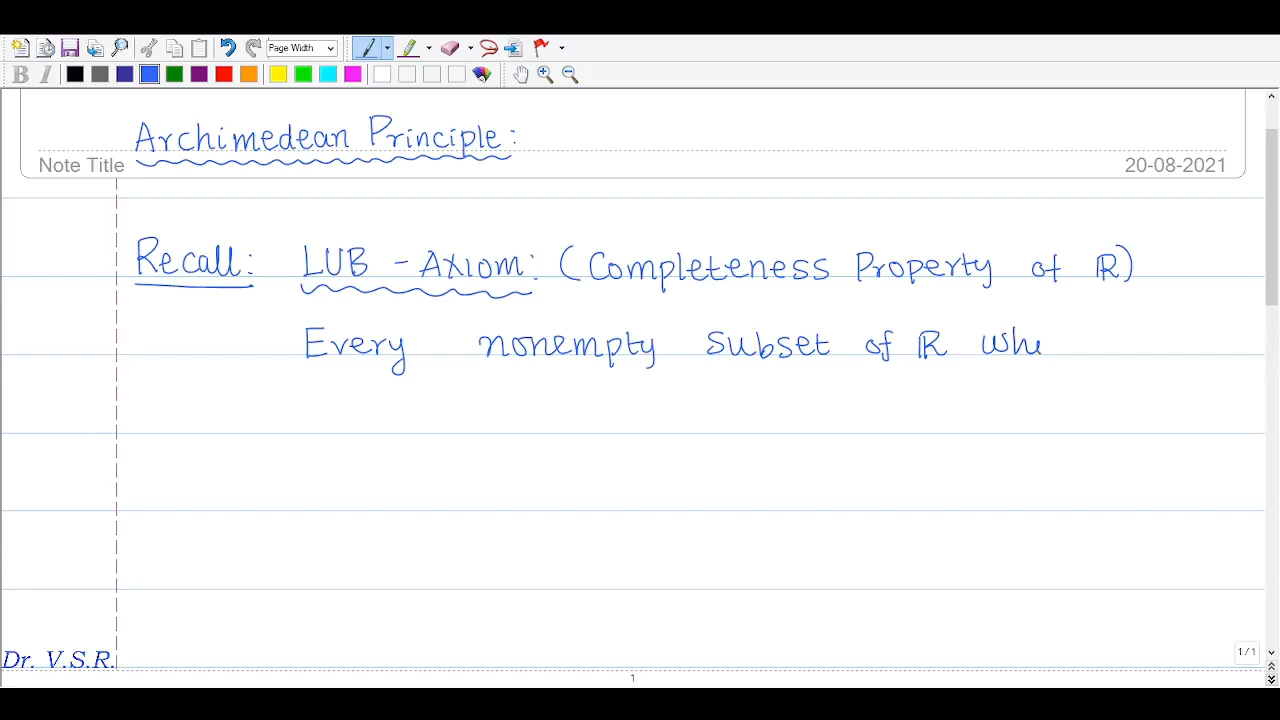 Page Width
B I
Archimedean Principle:
Note Title
20-08-2021
Recall: LUB - Axiom: (Completeness Property of ℝ)
Every nonempty subset of ℝ whe
Dr. V.S.R.
1 / 1
1